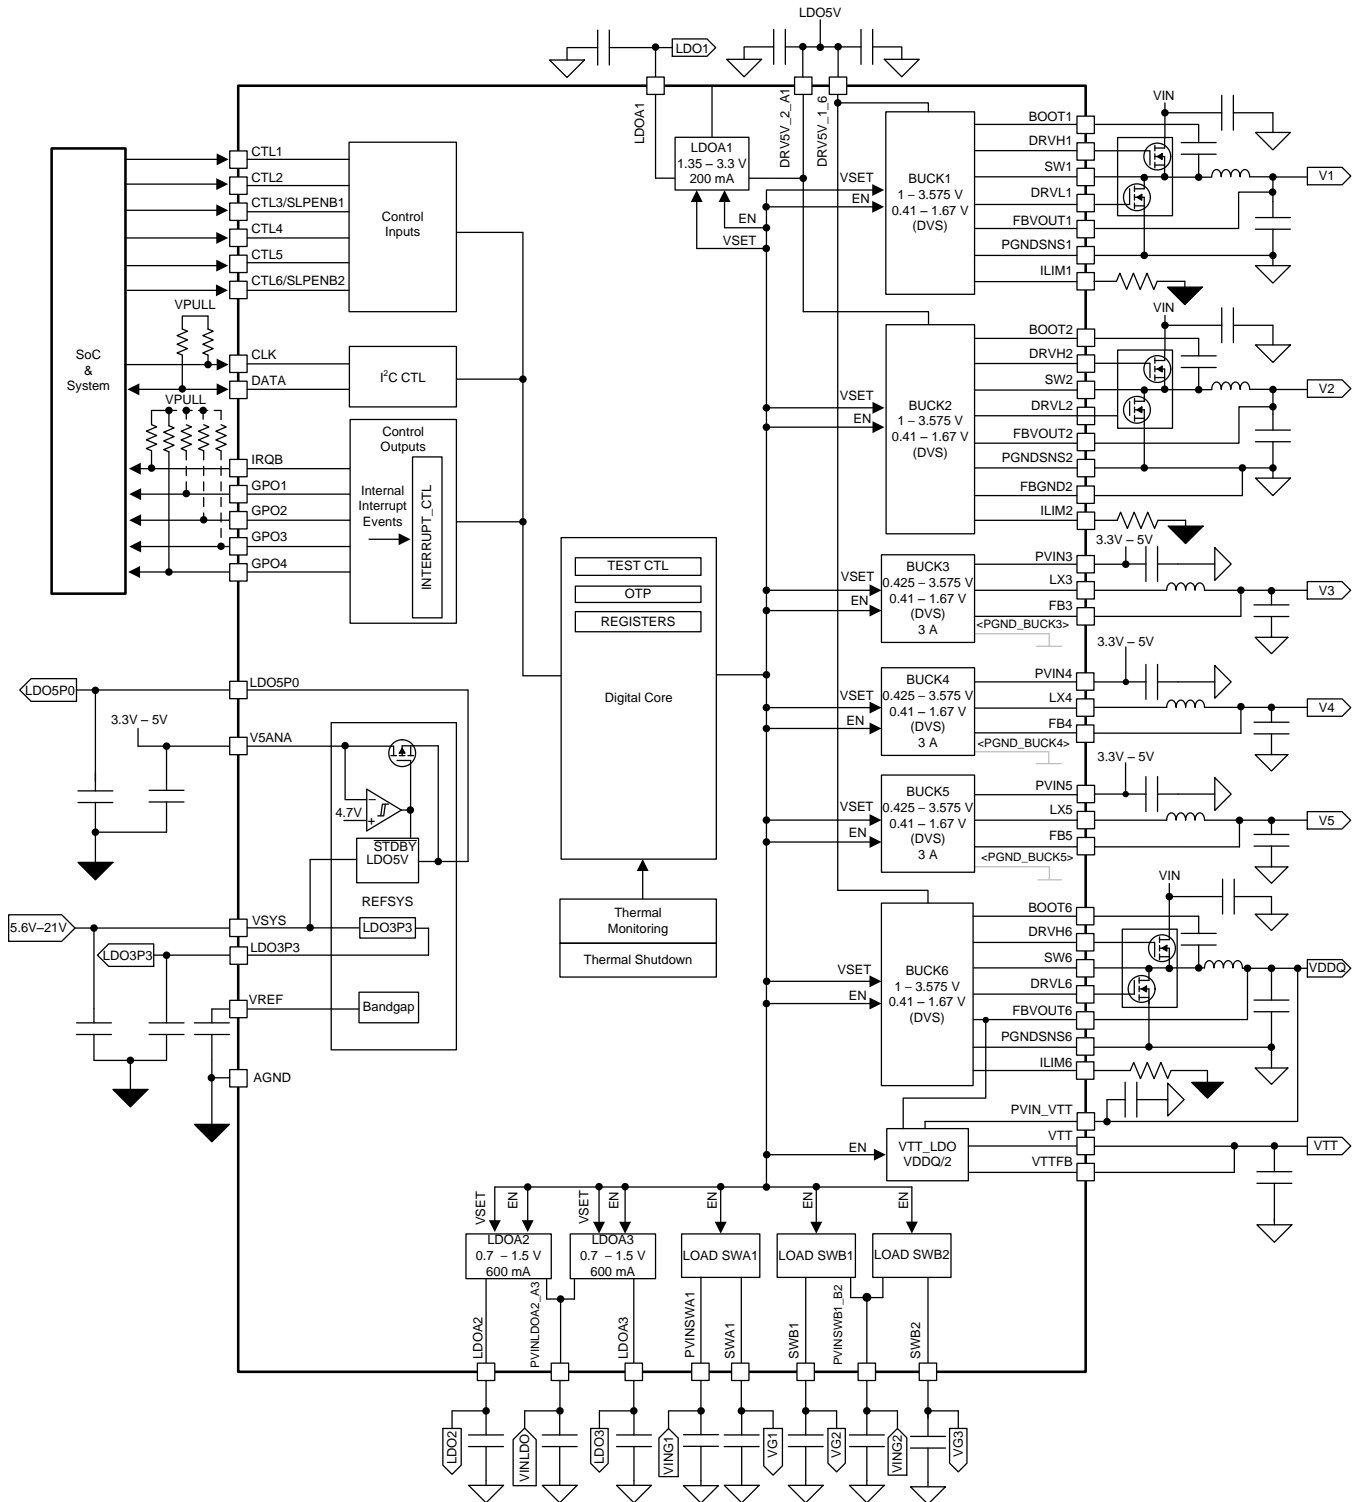 LDO5V
LDO1
LDOA1
DRV5V_2_A1
DRV5V_1_6
LDOA1
1.35 – 3.3 V
200 mA
EN
VSET
SoC
&
System
CTL1
CTL2
CTL3/SLPENB1
CTL4
CTL5
CTL6/SLPENB2
Control
Inputs
VPULL
CLK
DATA
I²C CTL
VPULL
IRQB
GPO1
GPO2
GPO3
GPO4
Control
Outputs
Internal
Interrupt
Events
INTERRUPT_CTL
TEST CTL
OTP
REGISTERS
Digital Core
Thermal
Monitoring
Thermal Shutdown
LDO5P0
LDO5P0
3.3V – 5V
V5ANA
4.7V
–
+
STDBY
LDO5V
REFSYS
5.6V–21V
VSYS
LDO3P3
LDO3P3
LDO3P3
VREF
Bandgap
AGND
VSET
EN
BUCK1
1 – 3.575 V
0.41 – 1.67 V
(DVS)
BOOT1
DRVH1
SW1
DRVL1
FBVOUT1
PGNDSNS1
ILIM1
VIN
V1
VSET
EN
BUCK2
1 – 3.575 V
0.41 – 1.67 V
(DVS)
BOOT2
DRVH2
SW2
DRVL2
FBVOUT2
PGNDSNS2
FBGND2
ILIM2
VIN
V2
VSET
EN
BUCK3
0.425 – 3.575 V
0.41 – 1.67 V
(DVS)
3 A
PVIN3
LX3
FB3
<PGND_BUCK3>
3.3V – 5V
V3
VSET
EN
BUCK4
0.425 – 3.575 V
0.41 – 1.67 V
(DVS)
3 A
PVIN4
LX4
FB4
<PGND_BUCK4>
3.3V – 5V
V4
VSET
EN
BUCK5
0.425 – 3.575 V
0.41 – 1.67 V
(DVS)
3 A
PVIN5
LX5
FB5
<PGND_BUCK5>
3.3V – 5V
V5
VSET
EN
BUCK6
1 – 3.575 V
0.41 – 1.67 V
(DVS)
BOOT6
DRVH6
SW6
DRVL6
FBVOUT6
PGNDSNS6
ILIM6
VIN
VDDQ
EN
VTT_LDO
VDDQ/2
PVIN_VTT
VTT
VTTFB
VTT
VSET
EN
LDOA2
0.7 – 1.5 V
600 mA
VSET
EN
LDOA3
0.7 – 1.5 V
600 mA
EN
LOAD SWA1
EN
LOAD SWB1
EN
LOAD SWB2
LDOA2
PVINLDOA2_A3
LDOA3
PVINSWA1
SWA1
SWB1
PVINSWB1_B2
SWB2
LDO2
VINLDO
LDO3
VING1
VG1
VG2
VING2
VG3